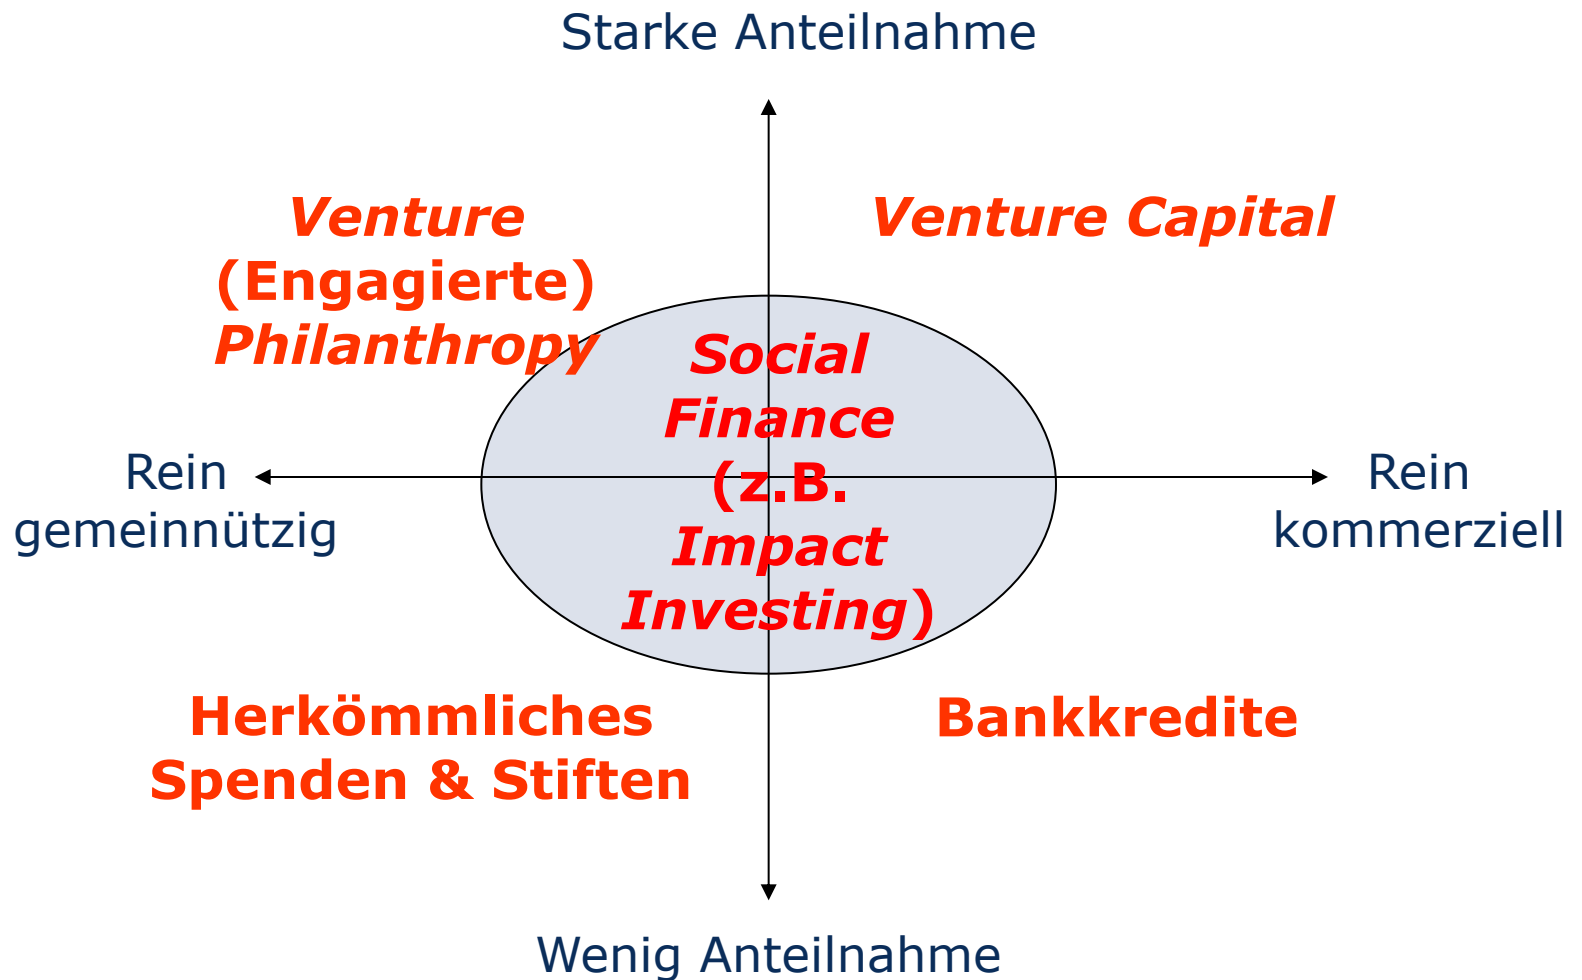 Starke Anteilnahme
Venture
(Engagierte)
Philanthropy
Venture Capital
Social
Finance
(z.B.
Impact
Investing)
Rein
gemeinnützig
Rein
kommerziell
Herkömmliches
Spenden & Stiften
Bankkredite
Wenig Anteilnahme